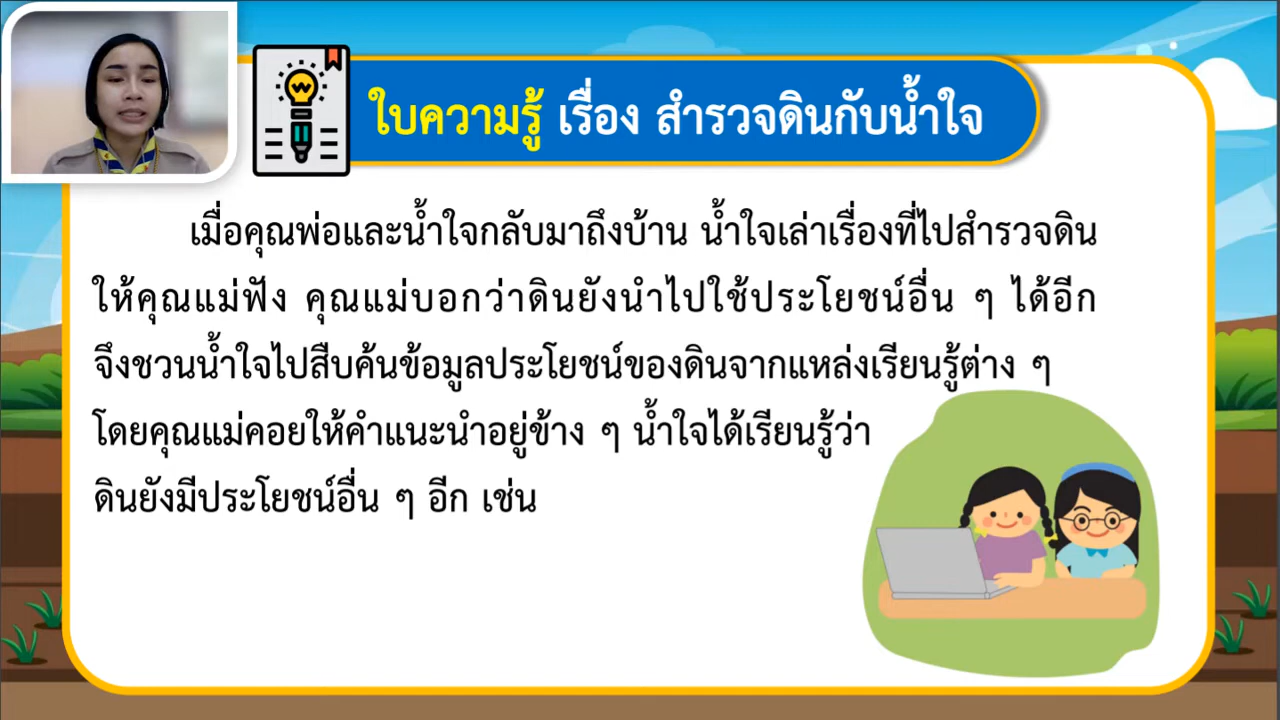 ใบความรู้ เรื่อง สำรวจดินกับน้ำใจ
เมื่อคุณพ่อและน้ำใจกลับมาถึงบ้าน น้ำใจเล่าเรื่องที่ไปสำรวจดิน
ให้คุณแม่ฟัง คุณแม่บอกว่าดินยังนำไปใช้ประโยชน์อื่น ๆ ได้อีก
จึงชวนน้ำใจไปสืบค้นข้อมูลประโยชน์ของดินจากแหล่งเรียนรู้ต่าง ๆ
โดยคุณแม่คอยให้คำแนะนำอยู่ข้าง ๆ น้ำใจได้เรียนรู้ว่า
ดินยังมีประโยชน์อื่น ๆ อีก เช่น